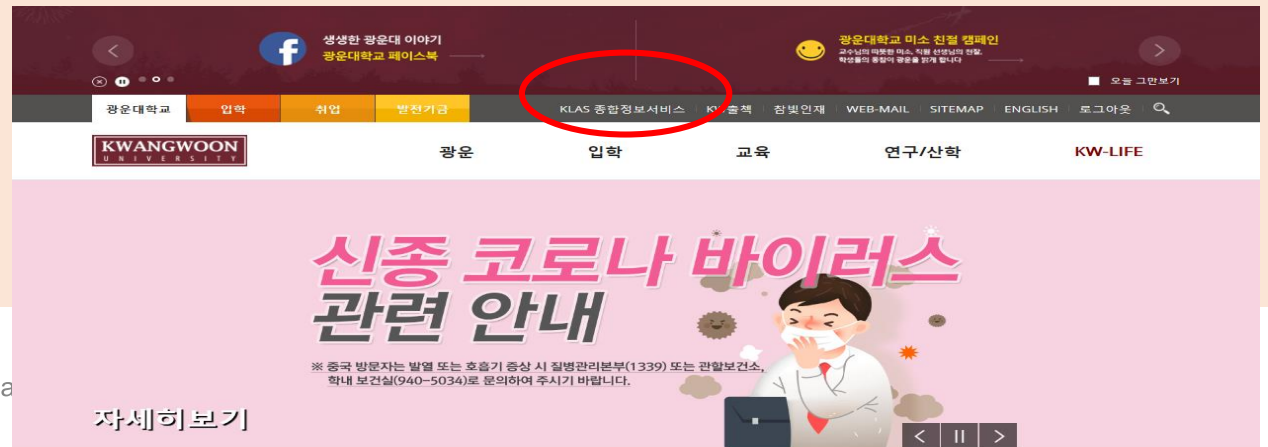 생생한 광운대 이야기
광운대학교 페이스북
광운대학교 미소 친절 캠페인
교수님의 따뜻한 미소, 직원 선생님의 친절,
학생들의 통합이 광운을 밝게 합니다
오늘 그만보기
광운대학교 입학 취업 발전기금 KLAS 종합정보서비스 참빛인재 WEB-MAIL SITEMAP ENGLISH 로그아웃
KWANGWOON
UNIVERSITY
광운 입학 교육 연구/산학 KW-LIFE
신종 코로나 바이러스
관련 안내
※ 중국 방문자는 발열 또는 호흡기 증상 시 질병관리본부(1339) 또는 관할보건소,
학내 보건실(940-5034)로 문의하여 주시기 바랍니다.
자세히보기